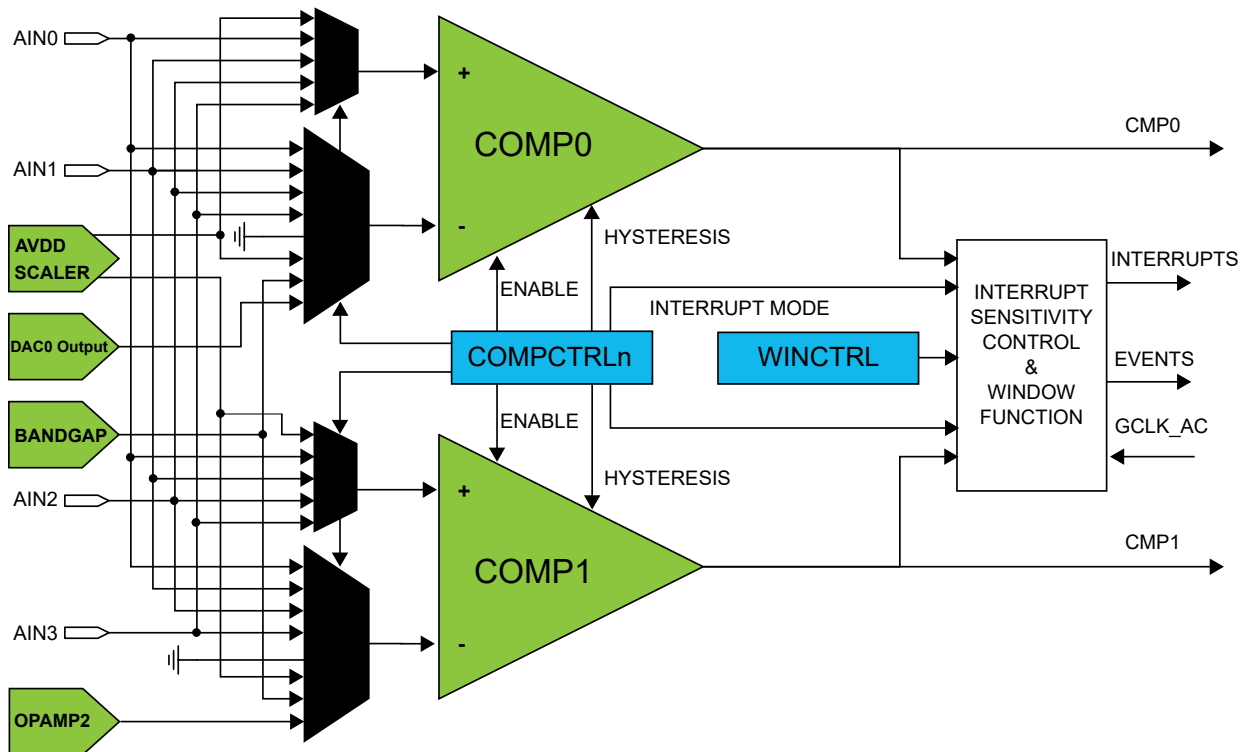 AIN0
AIN1
AVDD
SCALER
DAC0 Output
BANDGAP
AIN2
AIN3
OPAMP2
+
COMP0
-
HYSTERESIS
ENABLE
INTERRUPT MODE
COMPCTRLn
WINCTRL
ENABLE
HYSTERESIS
+
COMP1
-
CMP0
INTERRUPT
SENSITIVITY
CONTROL
&
WINDOW
FUNCTION
INTERRUPTS
EVENTS
GCLK_AC
CMP1